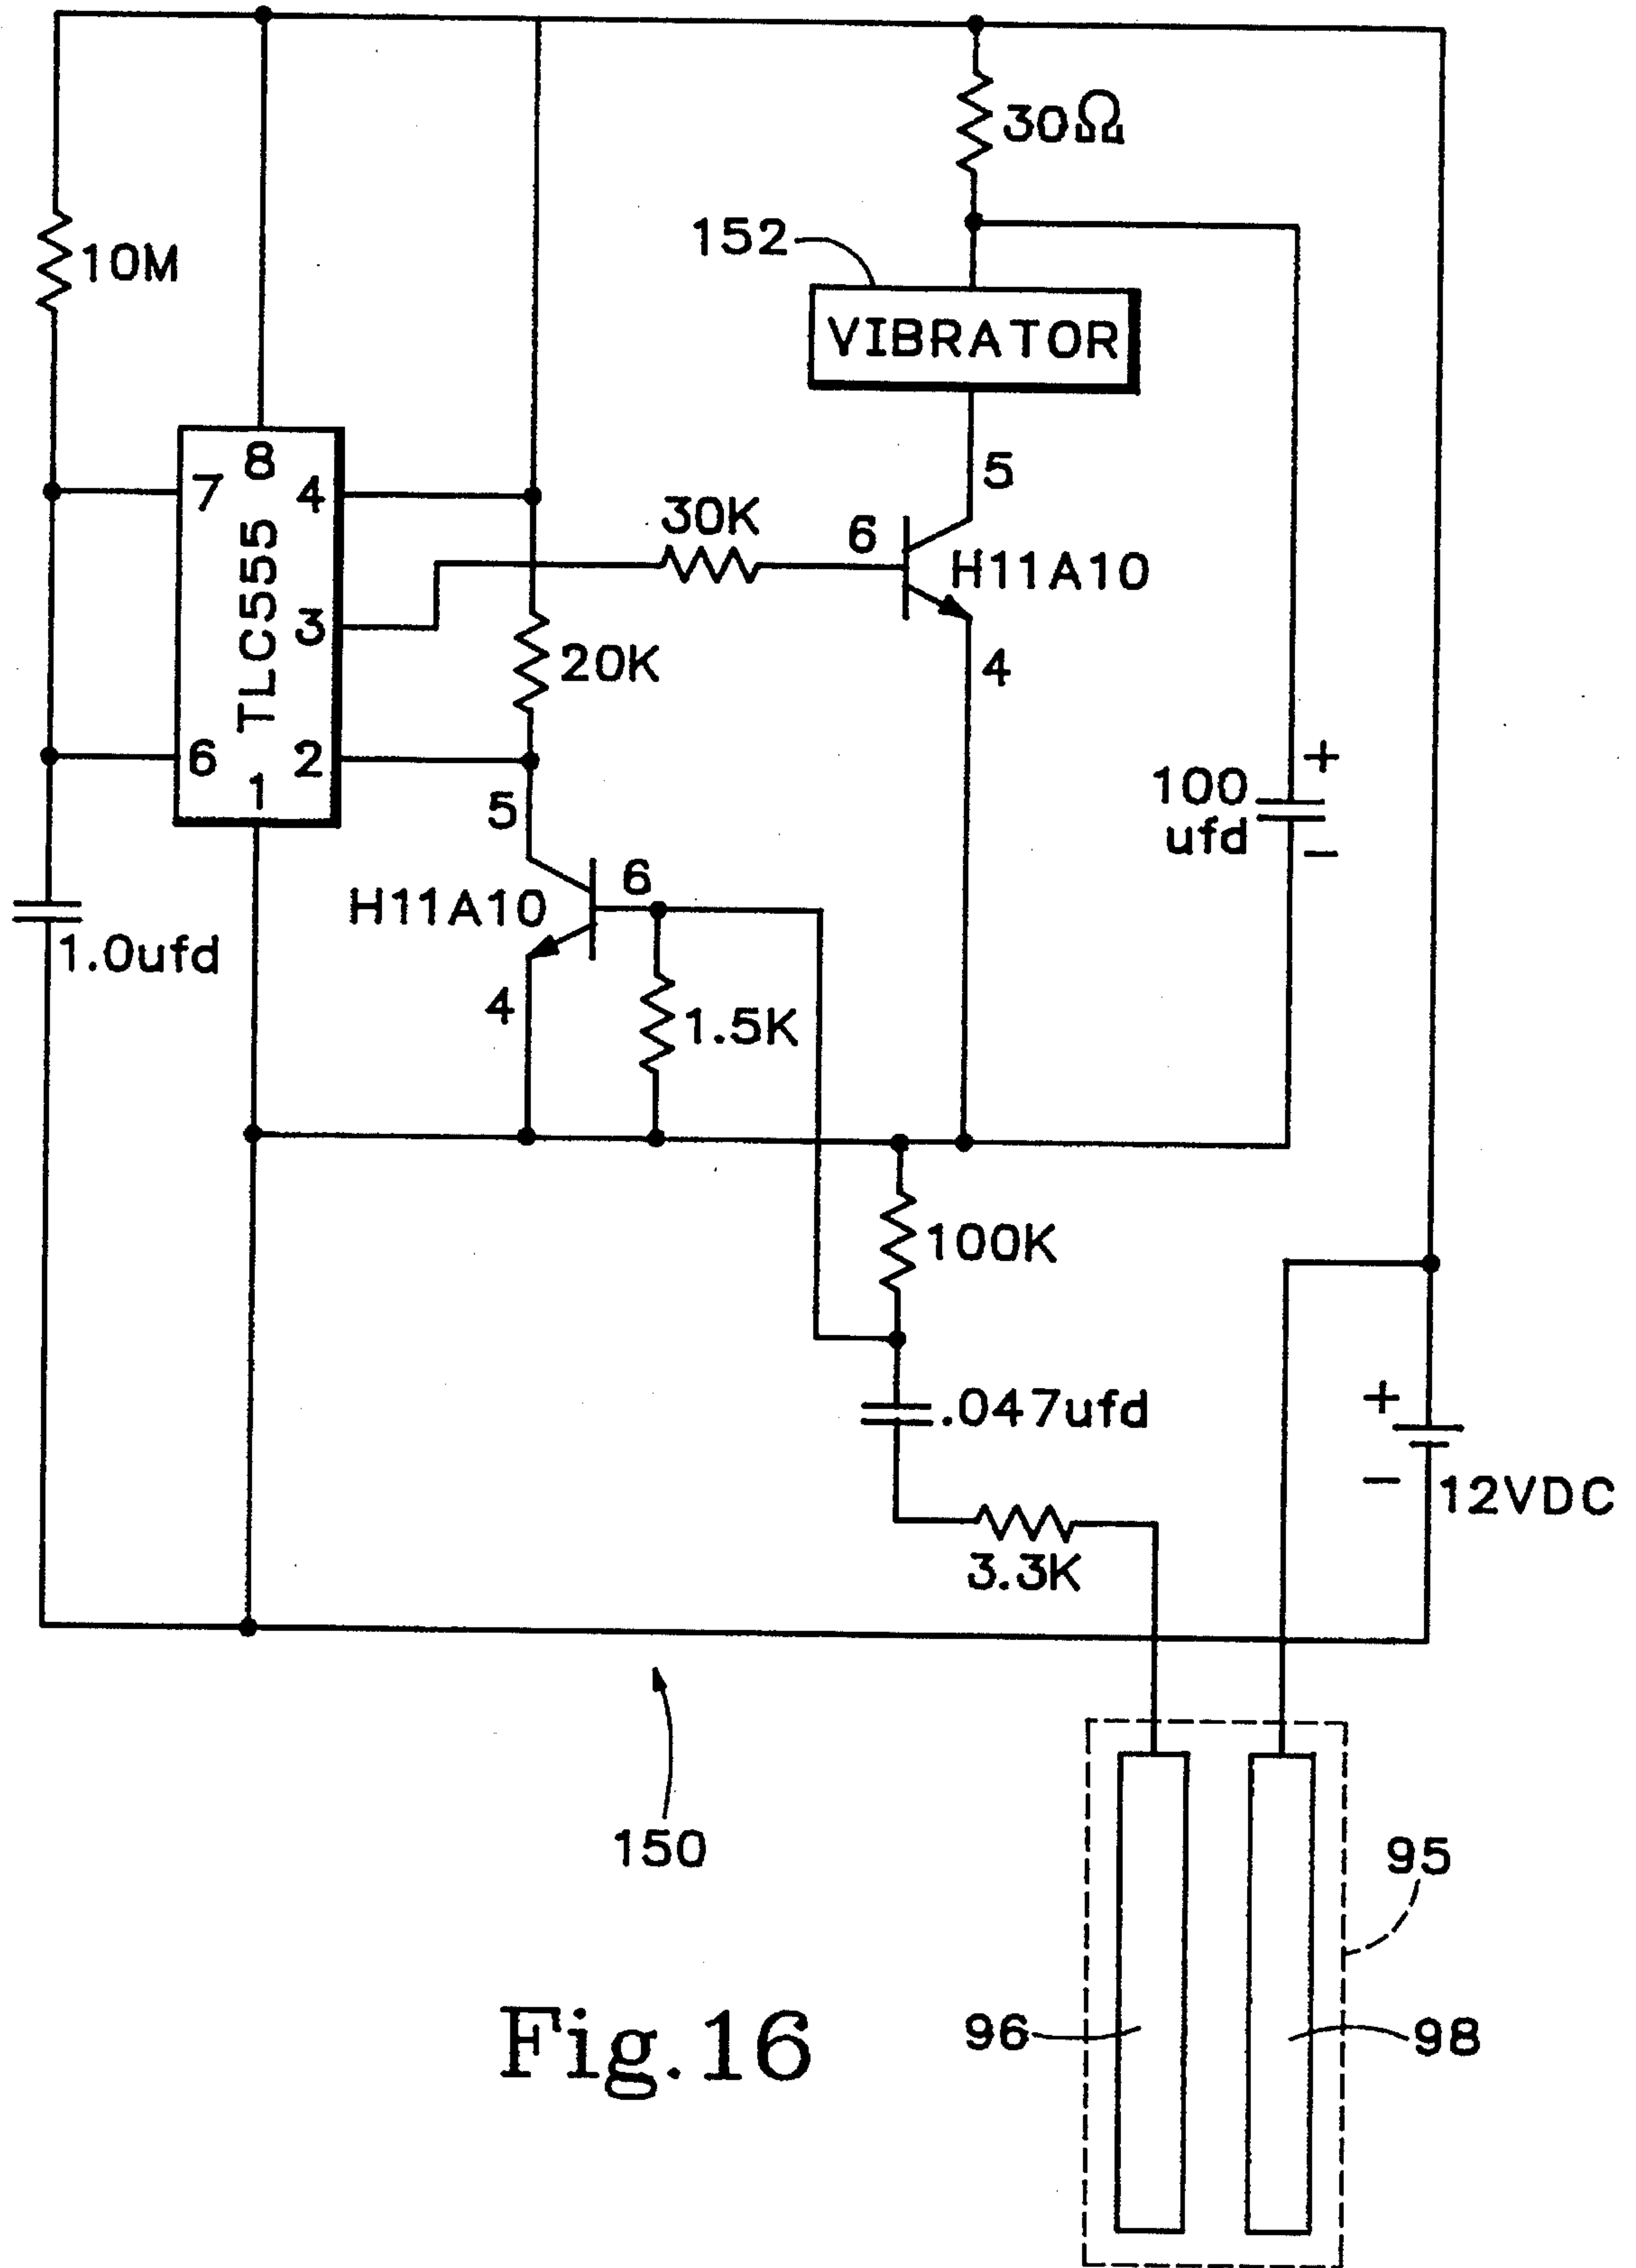 30Ω
152
10M
VIBRATOR
8
7
4
5
30K
6
H11A10
TLC555
3
20K
4
6
2
1
100
ufd
+
−
5
6
H11A10
1.0ufd
4
1.5K
100K
.047ufd
+
−
12VDC
3.3K
150
95
96
98
Fig.16